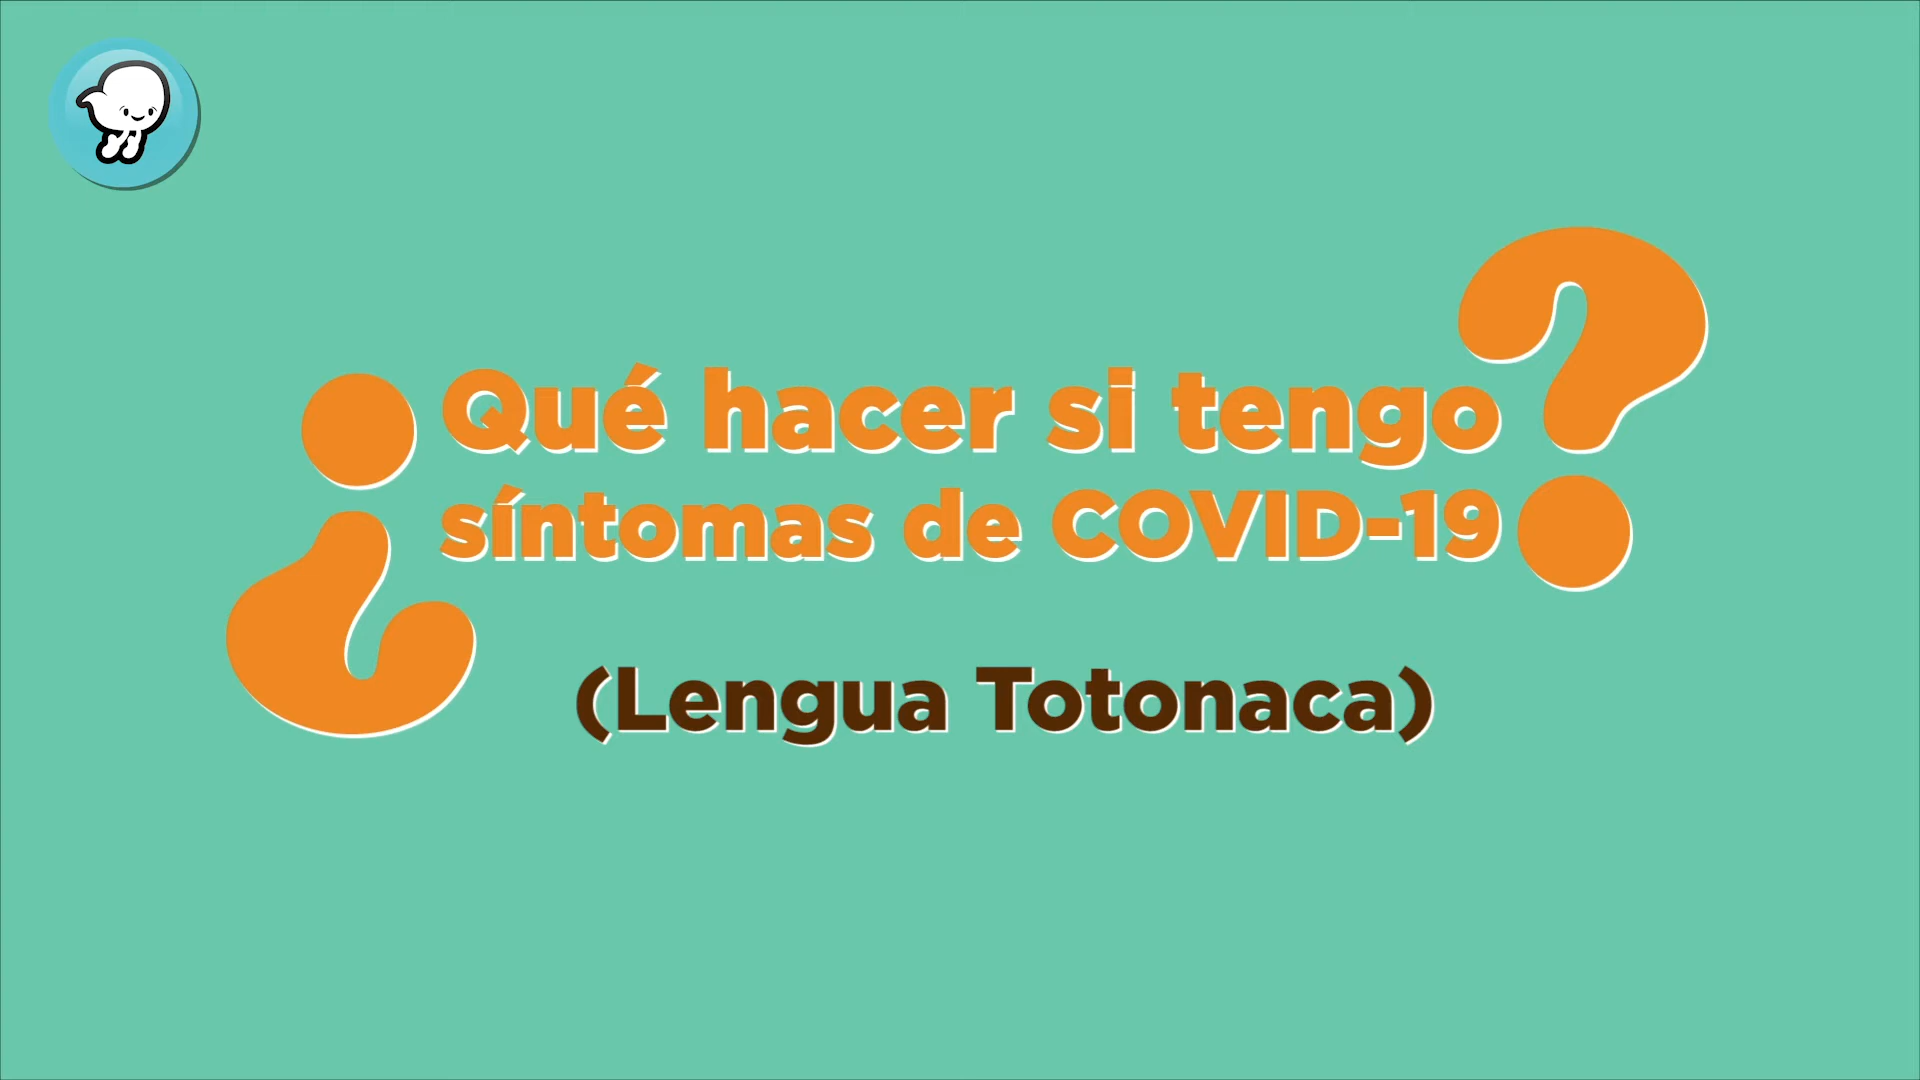 ¿Qué hacer si tengo
síntomas de COVID-19?
(Lengua Totonaca)